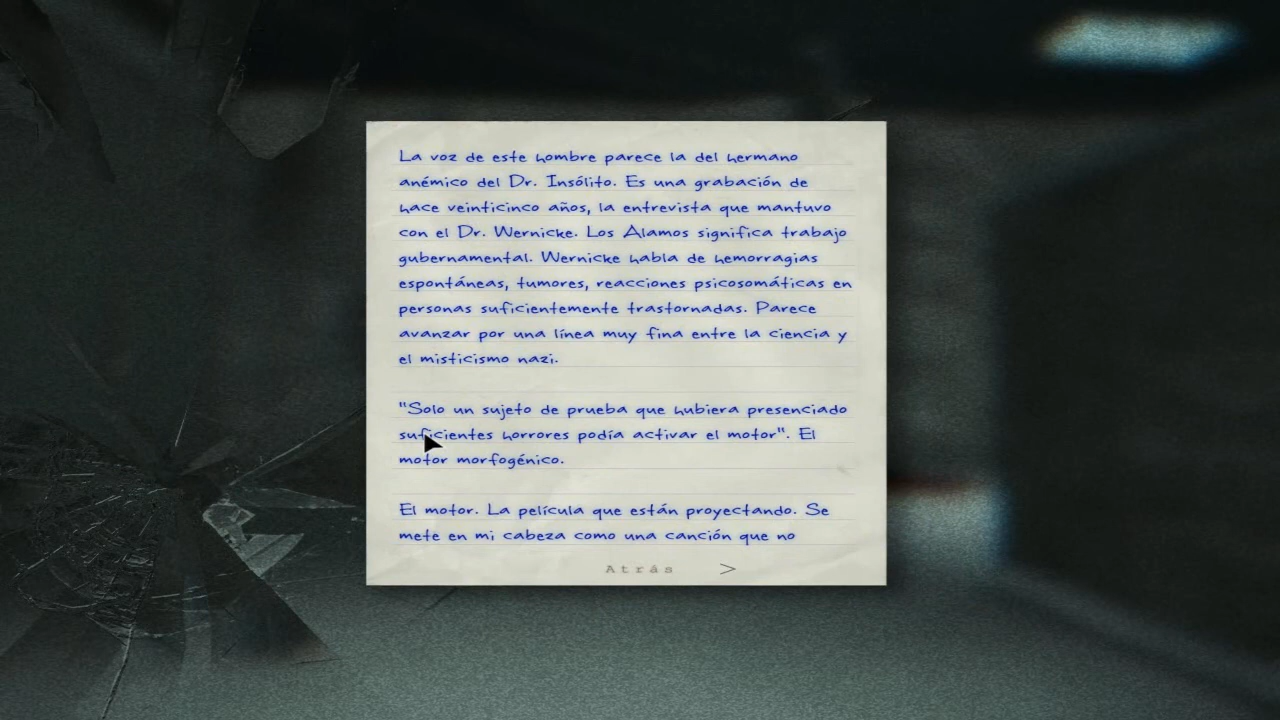 La voz de este hombre parece la del hermano
anémico del Dr. Insólito. Es una grabación de
hace veinticinco años, la entrevista que mantuvo
con el Dr. Wernicke. Los Alamos significa trabajo
gubernamental. Wernicke habla de hemorragias
espontáneas, tumores, reacciones psicosomáticas en
personas suficientemente trastornadas. Parece
avanzar por una línea muy fina entre la ciencia y
el misticismo nazi.
"Solo un sujeto de prueba que hubiera presenciado
suficientes horrores podía activar el motor". El
motor morfogénico.
El motor. La película que están proyectando. Se
mete en mi cabeza como una canción que no
Atrás >